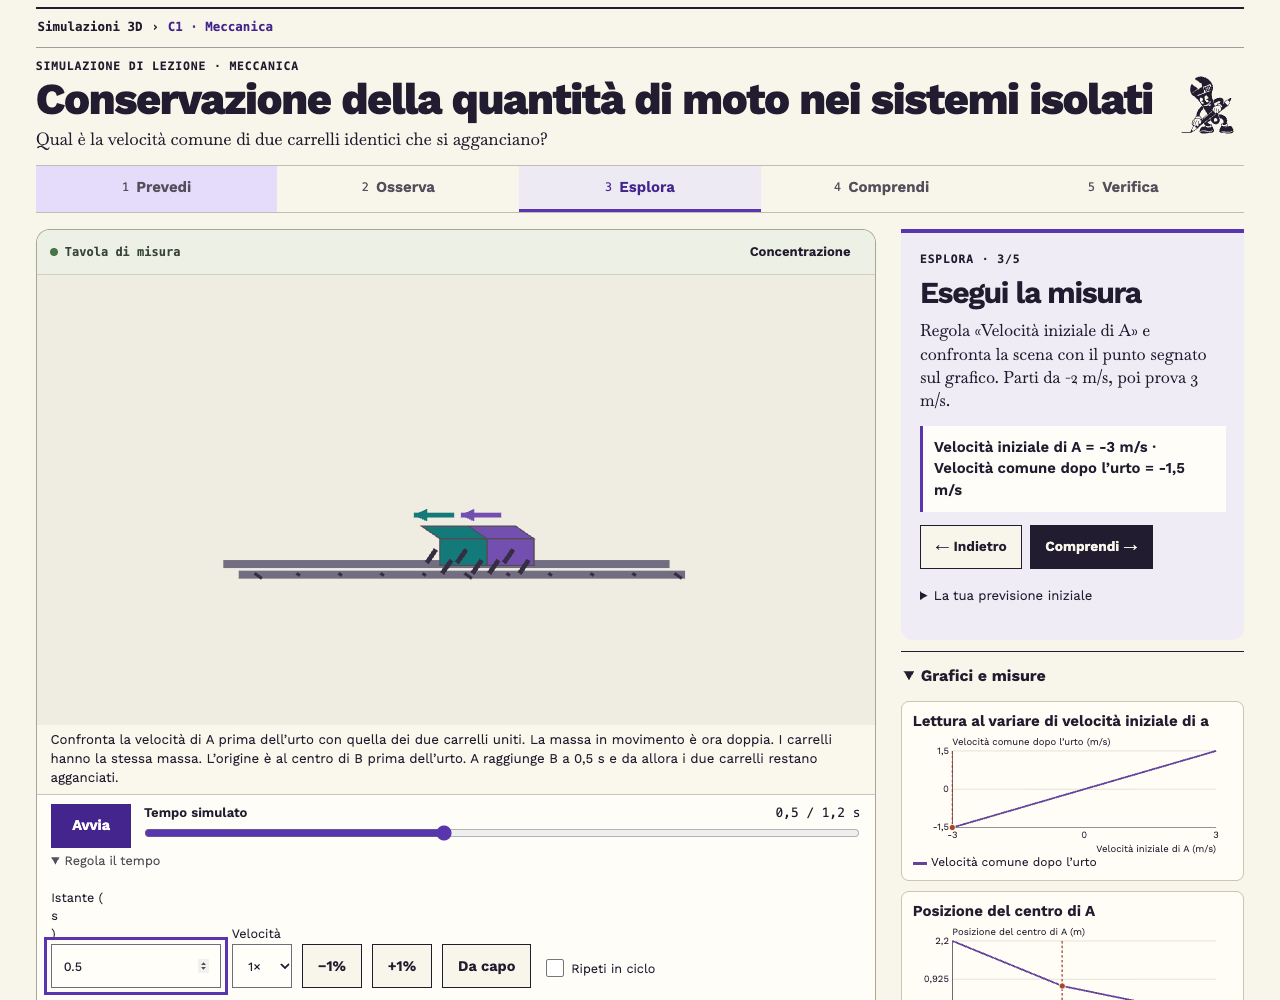 Simulazioni 3D › C1 · Meccanica
SIMULAZIONE DI LEZIONE · MECCANICA
Conservazione della quantità di moto nei sistemi isolati
Qual è la velocità comune di due carrelli identici che si agganciano?
1 Prevedi
2 Osserva
3 Esplora
4 Comprendi
5 Verifica
Tavola di misura
Concentrazione
Confronta la velocità di A prima dell’urto con quella dei due carrelli uniti. La massa in movimento è ora doppia. I carrelli
hanno la stessa massa. L’origine è al centro di B prima dell’urto. A raggiunge B a 0,5 s e da allora i due carrelli restano
agganciati.
Avvia
Tempo simulato
0,5 / 1,2 s
▼ Regola il tempo
Istante (
s
)
0.5
Velocità
1×
−1%
+1%
Da capo
Ripeti in ciclo
ESPLORA · 3/5
Esegui la misura
Regola «Velocità iniziale di A» e
confronta la scena con il punto segnato
sul grafico. Parti da -2 m/s, poi prova 3
m/s.
Velocità iniziale di A = -3 m/s ·
Velocità comune dopo l’urto = -1,5
m/s
← Indietro
Comprendi →
▶ La tua previsione iniziale
▼ Grafici e misure
Lettura al variare di velocità iniziale di a
Velocità comune dopo l’urto (m/s)
1,5
0
-1,5
-3
0
3
Velocità iniziale di A (m/s)
Velocità comune dopo l’urto
Posizione del centro di A
Posizione del centro di A (m)
2,2
0,925